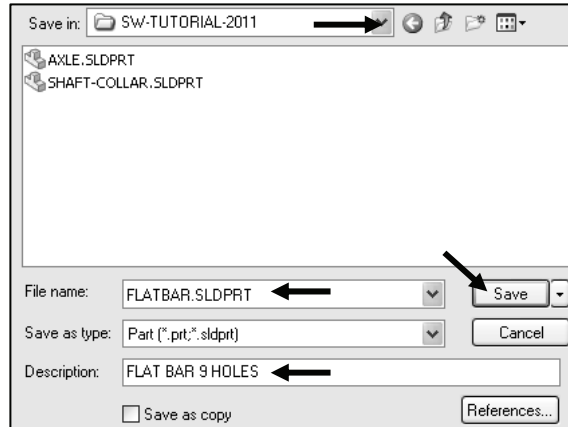 Save in: SW-TUTORIAL-2011
AXLE.SLDPRT
SHAFT-COLLAR.SLDPRT
File name: FLATBAR.SLDPRT Save
Save as type: Part (*.prt;*.sldprt) Cancel
Description: FLAT BAR 9 HOLES
Save as copy References...